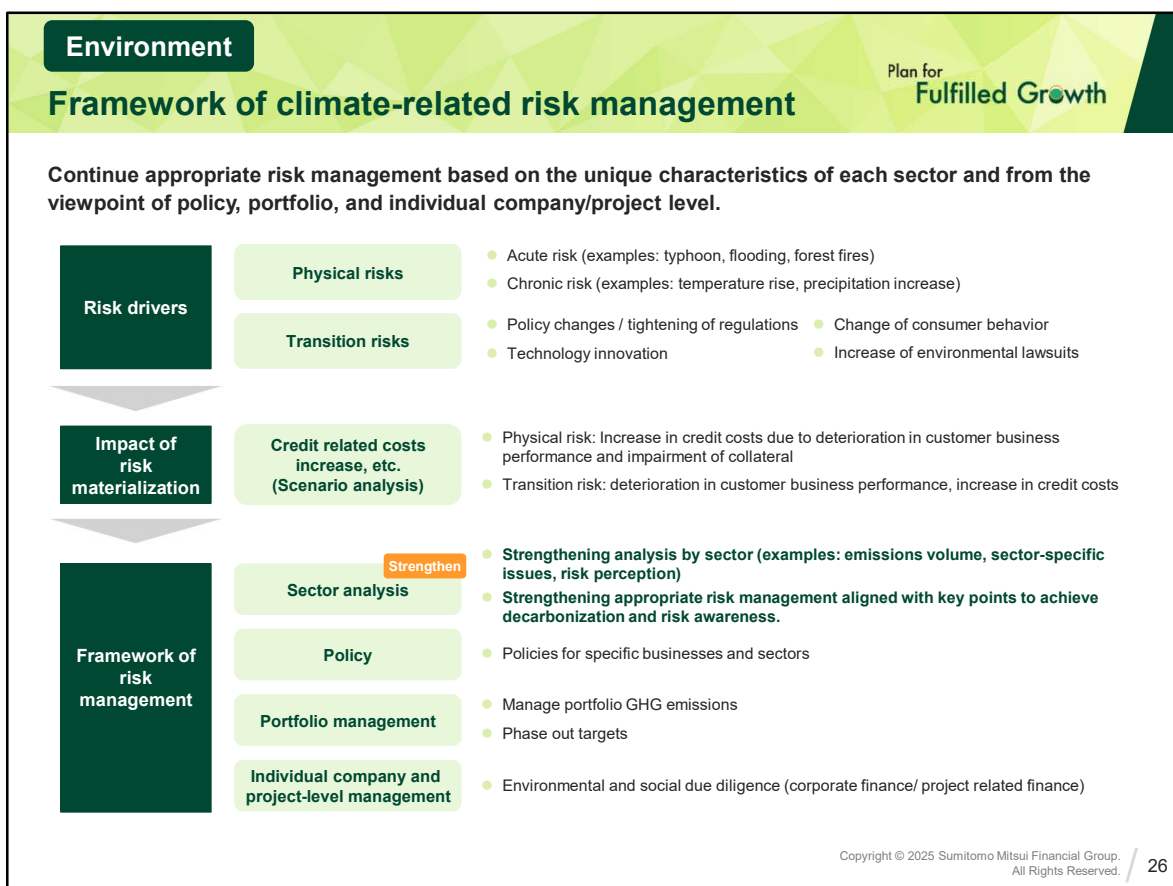 Environment
Framework of climate-related risk management
Plan for
Fulfilled Growth
Continue appropriate risk management based on the unique characteristics of each sector and from the
viewpoint of policy, portfolio, and individual company/project level.
Risk drivers
Physical risks
Acute risk (examples: typhoon, flooding, forest fires)
Chronic risk (examples: temperature rise, precipitation increase)
Transition risks
Policy changes / tightening of regulations
Change of consumer behavior
Technology innovation
Increase of environmental lawsuits
Impact of
risk
materialization
Credit related costs
increase, etc.
(Scenario analysis)
Physical risk: Increase in credit costs due to deterioration in customer business
performance and impairment of collateral
Transition risk: deterioration in customer business performance, increase in credit costs
Framework of
risk
management
Strengthen
Sector analysis
Strengthening analysis by sector (examples: emissions volume, sector-specific
issues, risk perception)
Strengthening appropriate risk management aligned with key points to achieve
decarbonization and risk awareness.
Policy
Policies for specific businesses and sectors
Portfolio management
Manage portfolio GHG emissions
Phase out targets
Individual company and
project-level management
Environmental and social due diligence (corporate finance/ project related finance)
Copyright © 2025 Sumitomo Mitsui Financial Group.
All Rights Reserved.
26